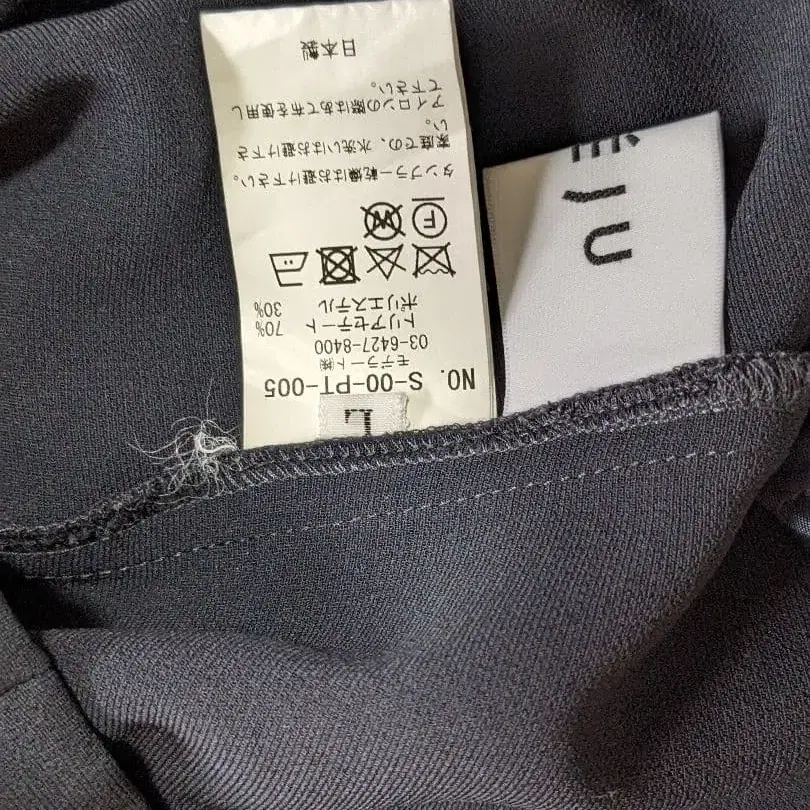 L
NO. S-00-PT-005
モデラート㈱
03-6427-8400
トリアセテート 70%
ポリエステル 30%
F
W
タンブラー乾燥はお避け下さい。
家庭での、水洗いはお避け下さ
い。
アイロンの際はあて布を使用し
て下さい。
日本製